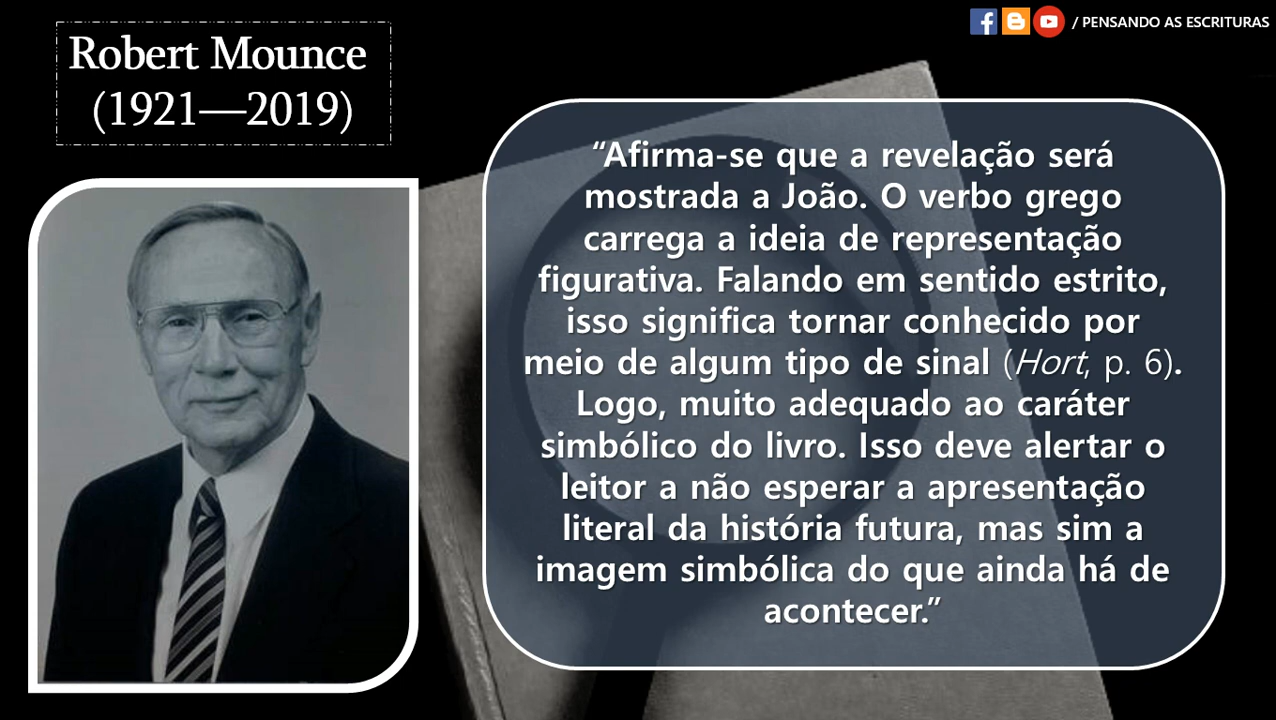 Robert Mounce
(1921—2019)
/ PENSANDO AS ESCRITURAS
“Afirma-se que a revelação será
mostrada a João. O verbo grego
carrega a ideia de representação
figurativa. Falando em sentido estrito,
isso significa tornar conhecido por
meio de algum tipo de sinal (Hort, p. 6).
Logo, muito adequado ao caráter
simbólico do livro. Isso deve alertar o
leitor a não esperar a apresentação
literal da história futura, mas sim a
imagem simbólica do que ainda há de
acontecer.”